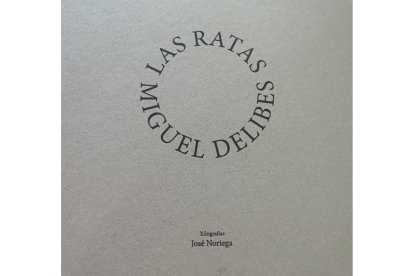 LAS RATAS
MIGUEL DELIBES
Xilografías
José Noriega